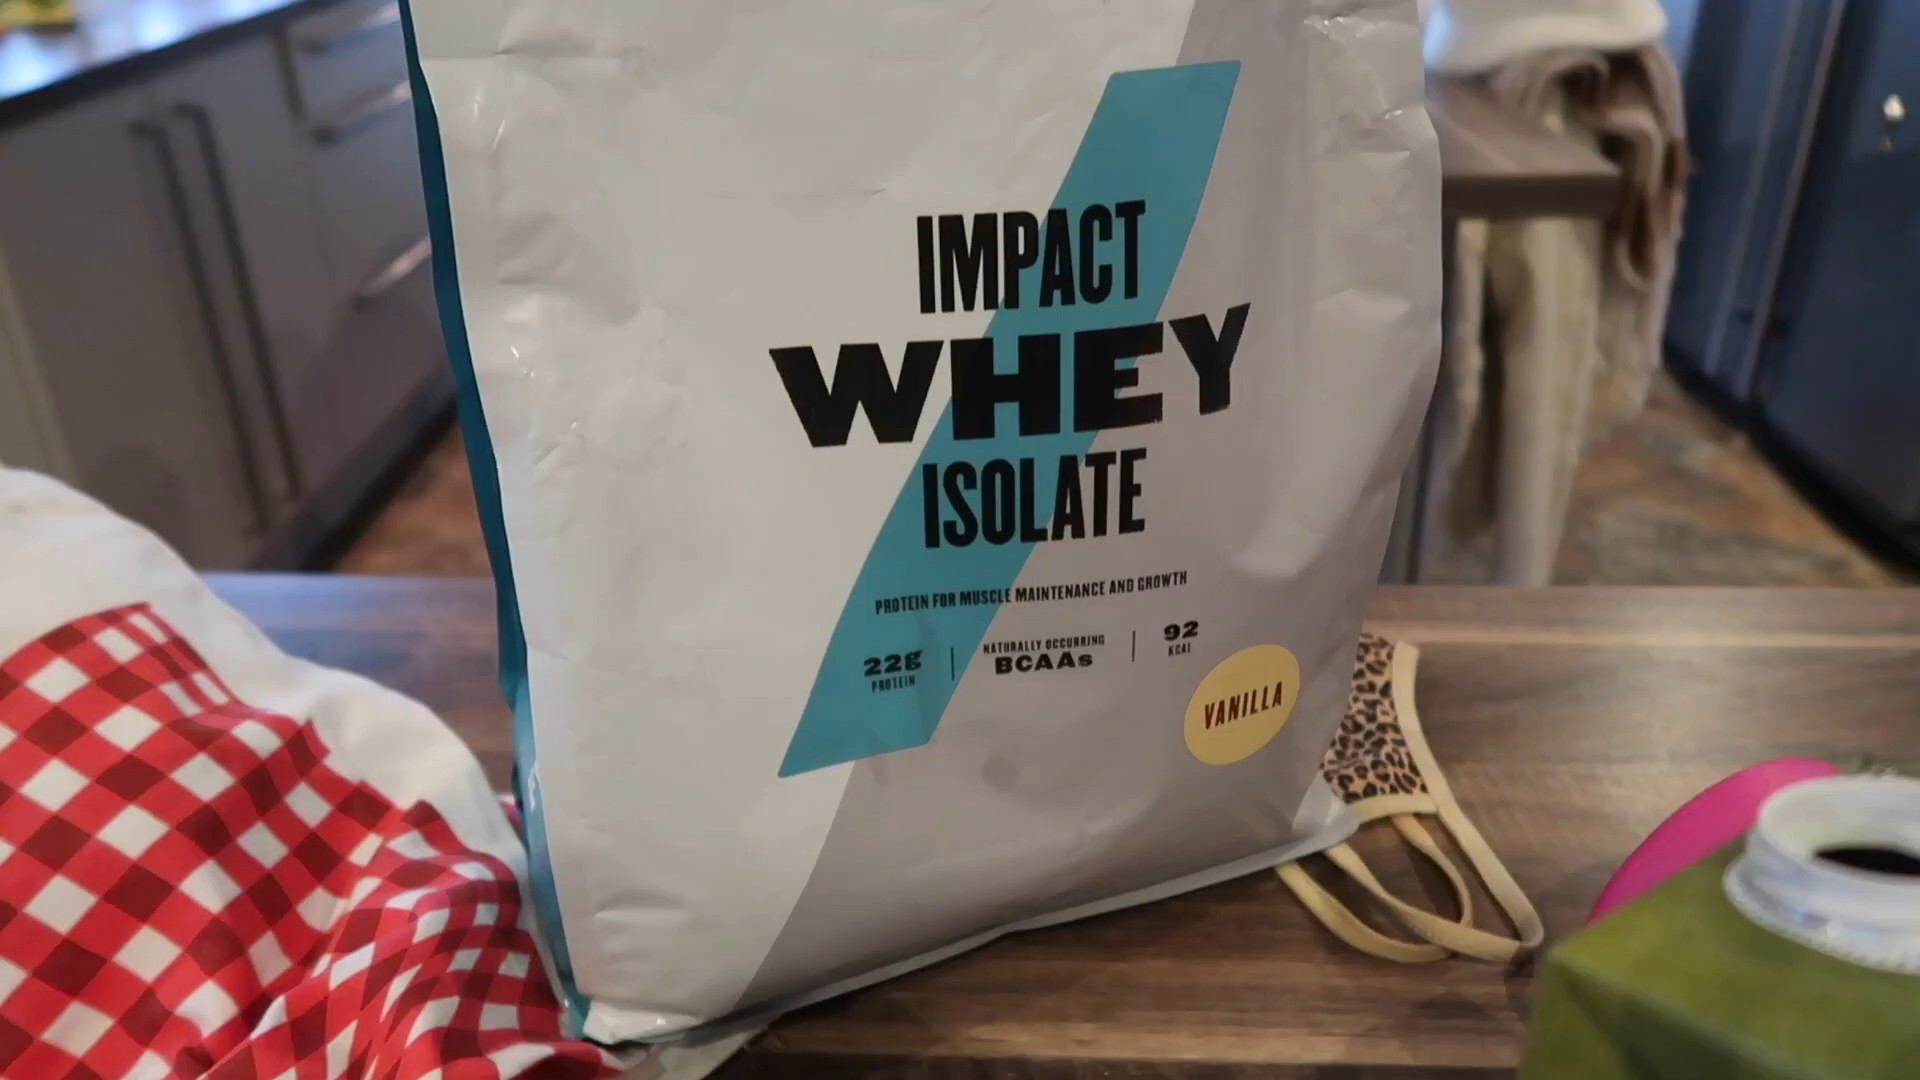 IMPACT
WHEY
ISOLATE
PROTEIN FOR MUSCLE MAINTENANCE AND GROWTH
22g
PROTEIN
NATURALLY OCCURRING
BCAAs
92
KCAL
VANILLA